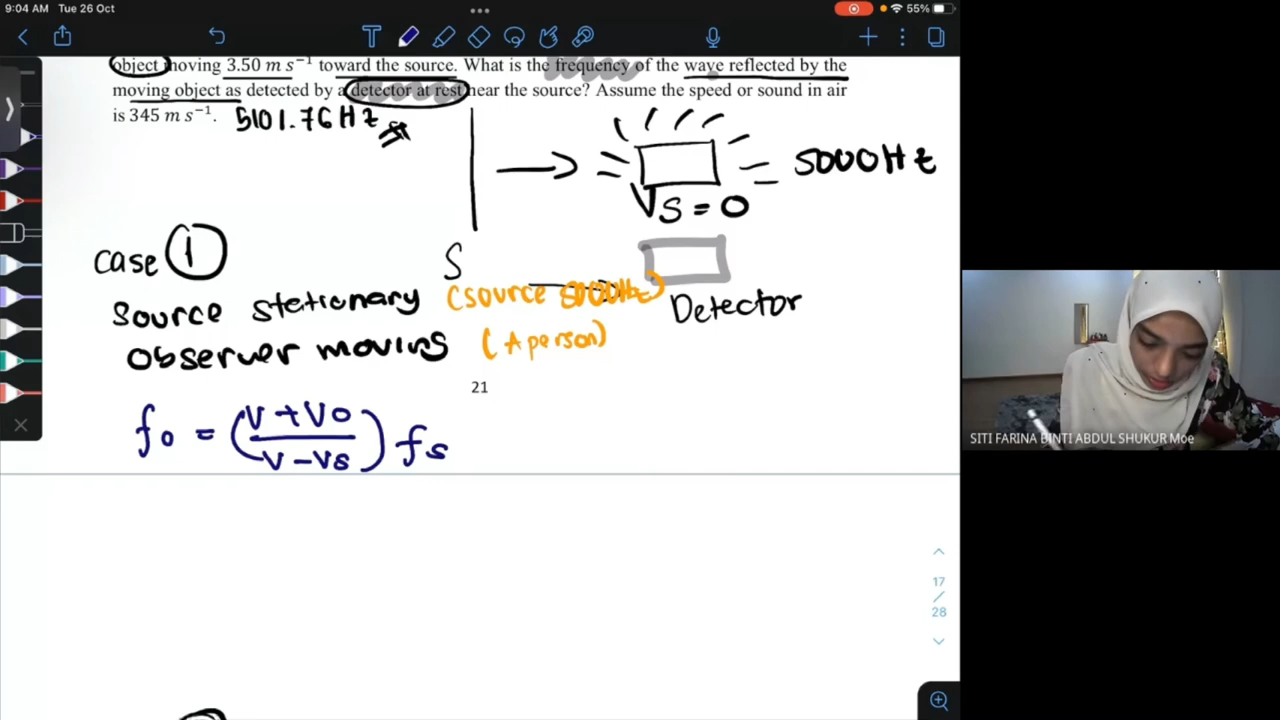 9:04 AM Tue 26 Oct
55%
object moving 3.50 m s⁻¹ toward the source. What is the frequency of the wave reflected by the
moving object as detected by a detector at rest near the source? Assume the speed or sound in air
is 345 m s⁻¹. 5101.76Hz
5000Hz
Vs = 0
case 1
S
Source stationary (source 5000Hz)
Detector
observer moving (A person)
21
fo = (V + Vo / V - Vs) fs
17
/
28
SITI FARINA BINTI ABDUL SHUKUR Moe